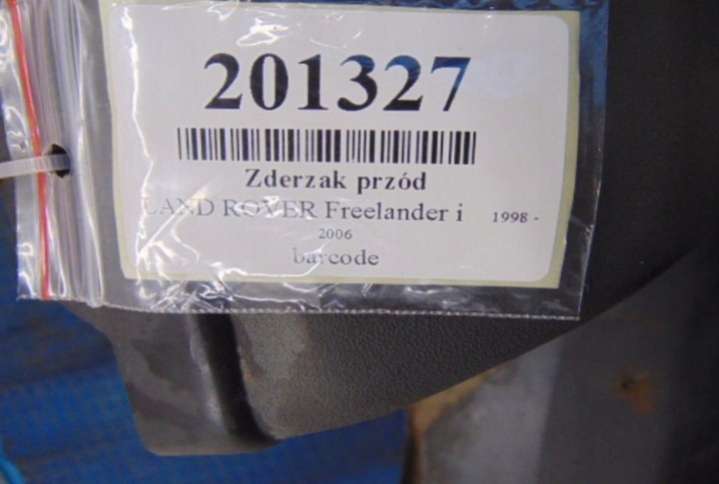 201327
Zderzak przód
LAND ROVER Freelander i 1998 -
2006
barcode